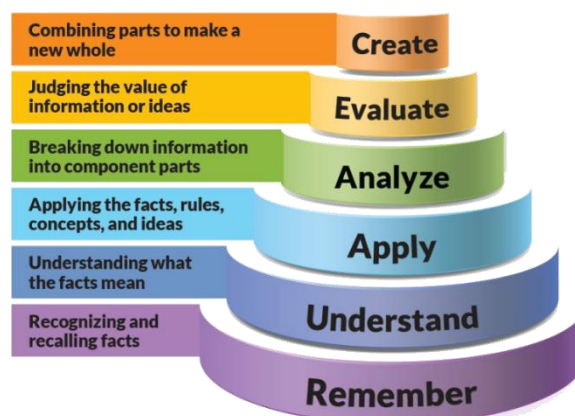 Combining parts to make a
new whole
Create
Judging the value of
information or ideas
Evaluate
Breaking down information
into component parts
Analyze
Applying the facts, rules,
concepts, and ideas
Apply
Understanding what
the facts mean
Understand
Recognizing and
recalling facts
Remember